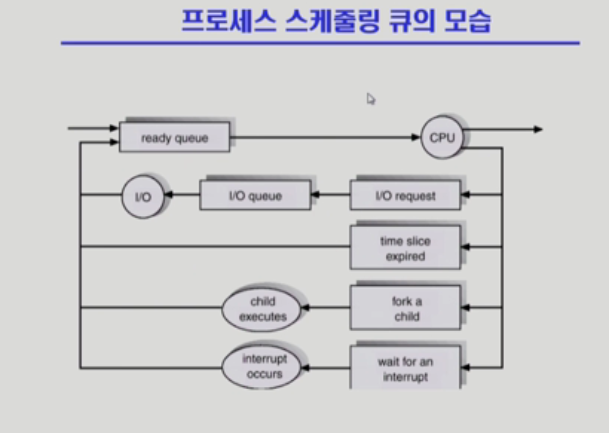 프로세스 스케줄링 큐의 모습
ready queue
CPU
I/O
I/O queue
I/O request
time slice
expired
child
executes
fork a
child
interrupt
occurs
wait for an
interrupt